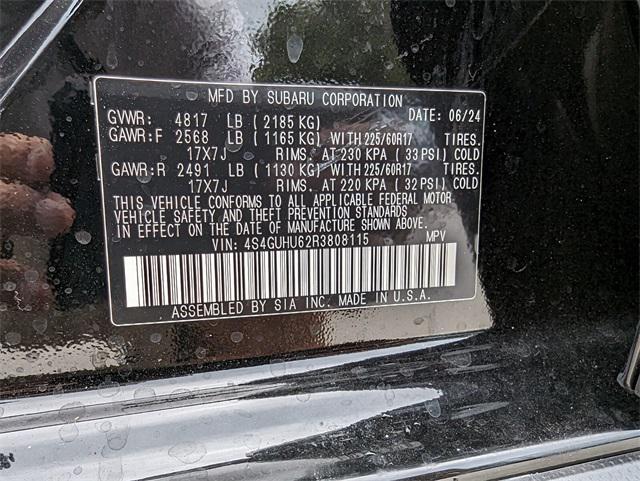 MFD BY SUBARU CORPORATION
GVWR: 4817 LB (2185 KG) DATE: 06/24
GAWR:F 2568 LB (1165 KG) WITH 225/60R17 TIRES.
17X7J RIMS. AT 230 KPA (33 PSI) COLD
GAWR:R 2491 LB (1130 KG) WITH 225/60R17 TIRES.
17X7J RIMS. AT 220 KPA (32 PSI) COLD
THIS VEHICLE CONFORMS TO ALL APPLICABLE FEDERAL MOTOR
VEHICLE SAFETY AND THEFT PREVENTION STANDARDS
IN EFFECT ON THE DATE OF MANUFACTURE SHOWN ABOVE.
VIN: 4S4GUHU62R3808115 MPV
ASSEMBLED BY SIA INC. MADE IN U.S.A.